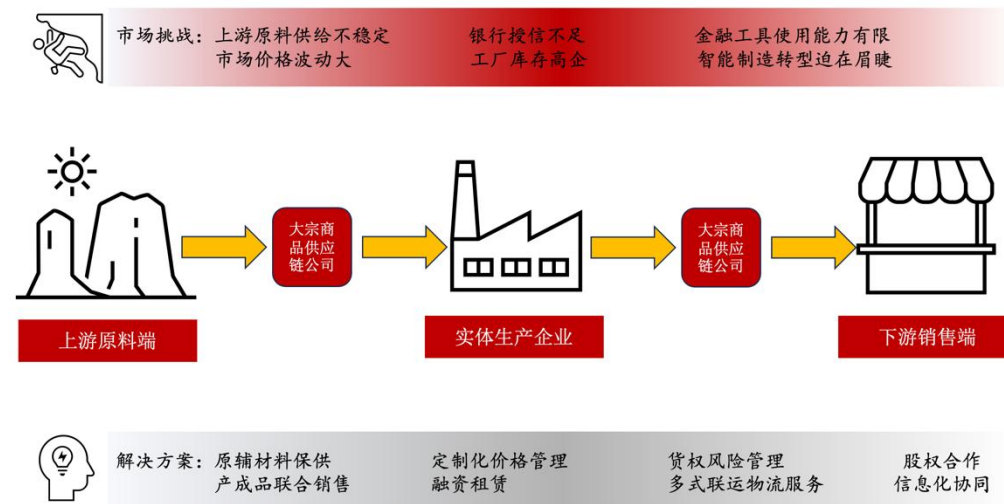 市场挑战：上游原料供给不稳定 银行授信不足 金融工具使用能力有限
市场价格波动大 工厂库存高企 智能制造转型迫在眉睫
大宗商
品供应
链公司
大宗商
品供应
链公司
上游原料端
实体生产企业
下游销售端
解决方案：原辅材料保供 定制化价格管理 货权风险管理 股权合作
产成品联合销售 融资租赁 多式联运物流服务 信息化协同